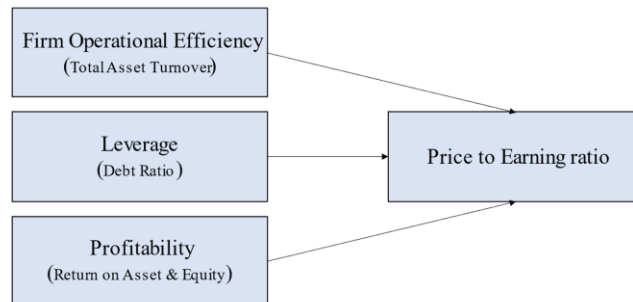 Firm Operational Efficiency
(Total Asset Turnover)
Leverage
(Debt Ratio)
Price to Earning ratio
Profitability
(Return on Asset & Equity)